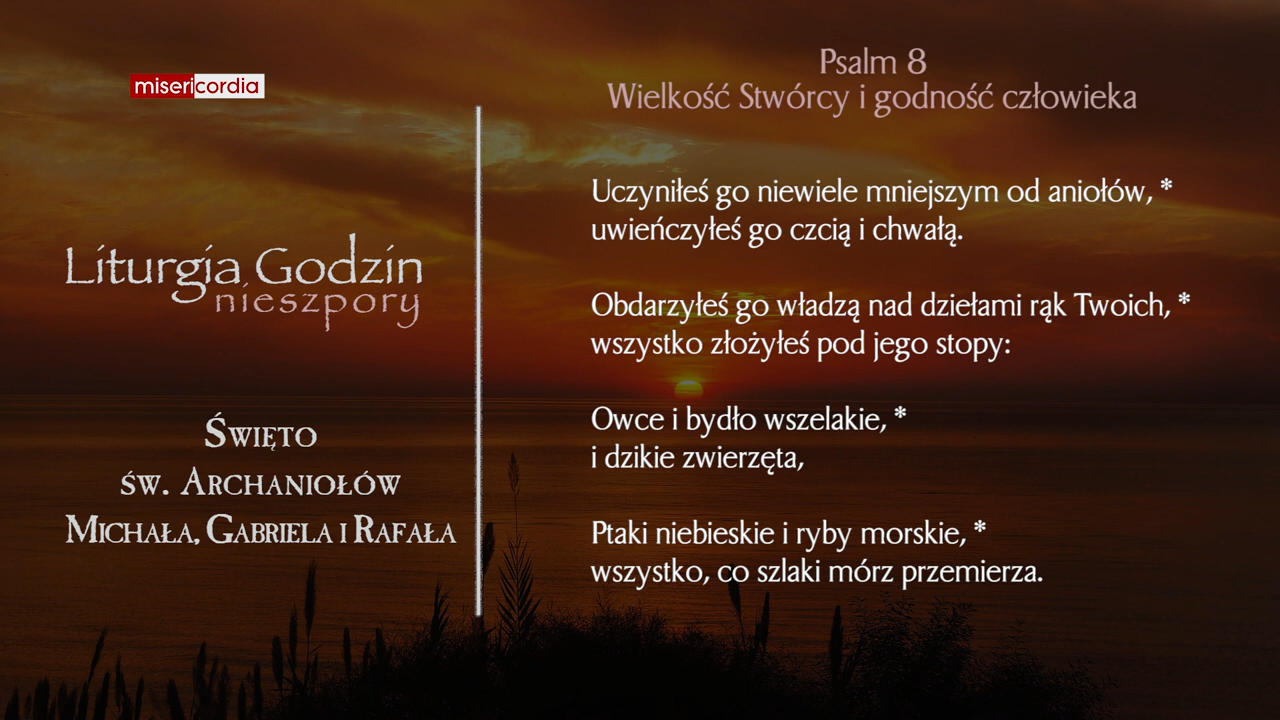 misericordia
Liturgia Godzin
nieszpory
Święto
św. Archaniołów
Michała, Gabriela i Rafała
Psalm 8
Wielkość Stwórcy i godność człowieka
Uczyniłeś go niewiele mniejszym od aniołów, *
uwieńczyłeś go czcią i chwałą.
Obdarzyłeś go władzą nad dziełami rąk Twoich, *
wszystko złożyłeś pod jego stopy:
Owce i bydło wszelakie, *
i dzikie zwierzęta,
Ptaki niebieskie i ryby morskie, *
wszystko, co szlaki mórz przemierza.